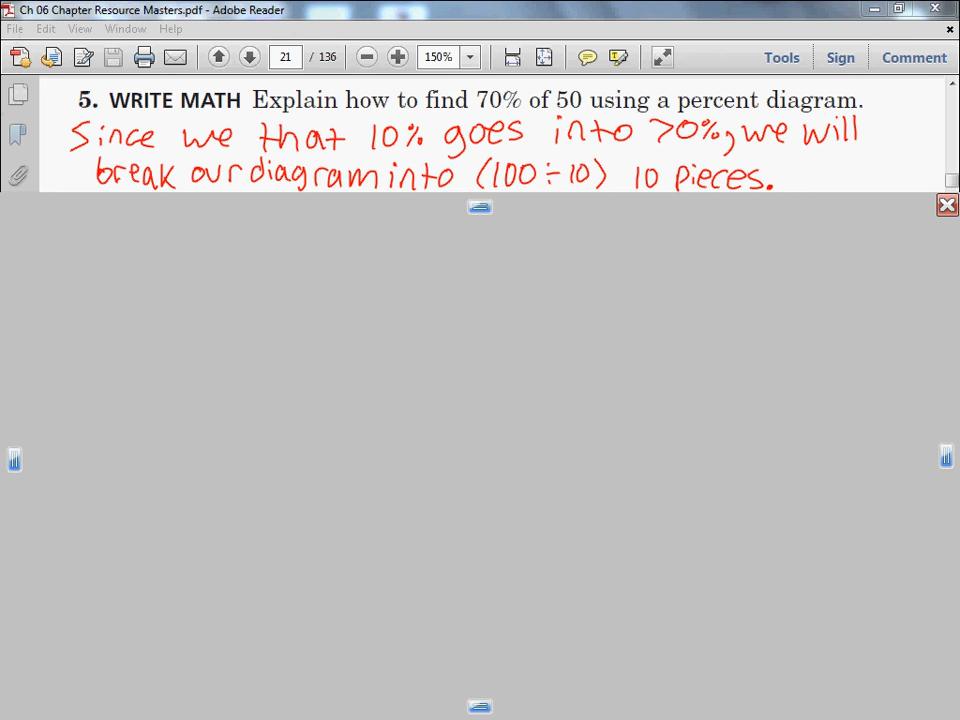 Ch 06 Chapter Resource Masters.pdf - Adobe Reader
File Edit View Window Help
21 / 136 150% Tools Sign Comment
5. WRITE MATH Explain how to find 70% of 50 using a percent diagram.
Since we that 10% goes into 70%, we will
break our diagram into (100÷10) 10 pieces.